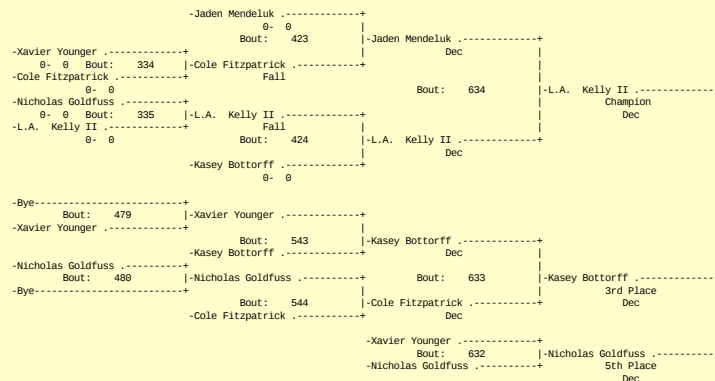 -Jaden Mendeluk .------------+
0- 0 |
Bout: 423 |-Jaden Mendeluk .------------+
-Xavier Younger .------------+ | Dec |
0- 0 Bout: 334 |-Cole Fitzpatrick .-----------+ |
-Cole Fitzpatrick .-----------+ Fall |
0- 0 Bout: 634 |-L.A. Kelly II .-------------
-Nicholas Goldfuss .----------+ | Champion
0- 0 Bout: 335 |-L.A. Kelly II .-------------+ | Dec
-L.A. Kelly II .-------------+ Fall | |
0- 0 Bout: 424 |-L.A. Kelly II .-------------+
| Dec
-Kasey Bottorff .------------+
0- 0
-Bye-------------------------+
Bout: 479 |-Xavier Younger .------------+
-Xavier Younger .------------+ |
Bout: 543 |-Kasey Bottorff .------------+
-Kasey Bottorff .------------+ Dec |
-Nicholas Goldfuss .----------+ |
Bout: 480 |-Nicholas Goldfuss .----------+ Bout: 633 |-Kasey Bottorff .------------
-Bye-------------------------+ | | 3rd Place
Bout: 544 |-Cole Fitzpatrick .-----------+ Dec
-Cole Fitzpatrick .-----------+ Dec
-Xavier Younger .------------+
Bout: 632 |-Nicholas Goldfuss .----------
-Nicholas Goldfuss .----------+ 5th Place
Dec